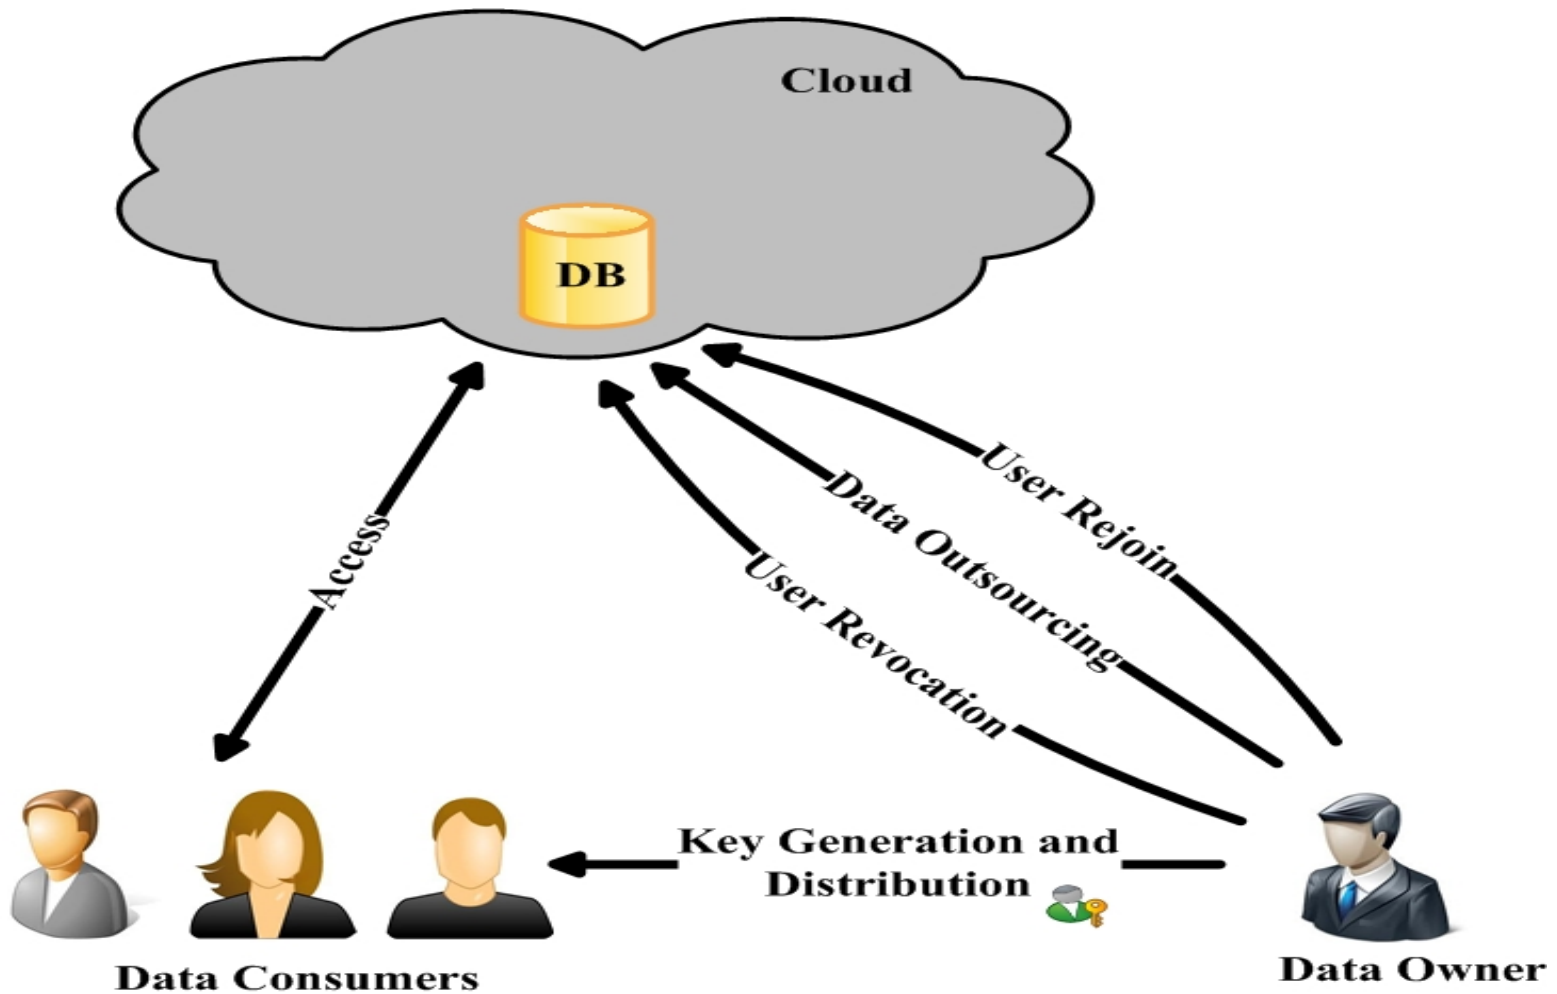 Cloud
DB
User Rejoin
Data Outsourcing
User Revocation
Access
Key Generation and
Distribution
Data Consumers
Data Owner